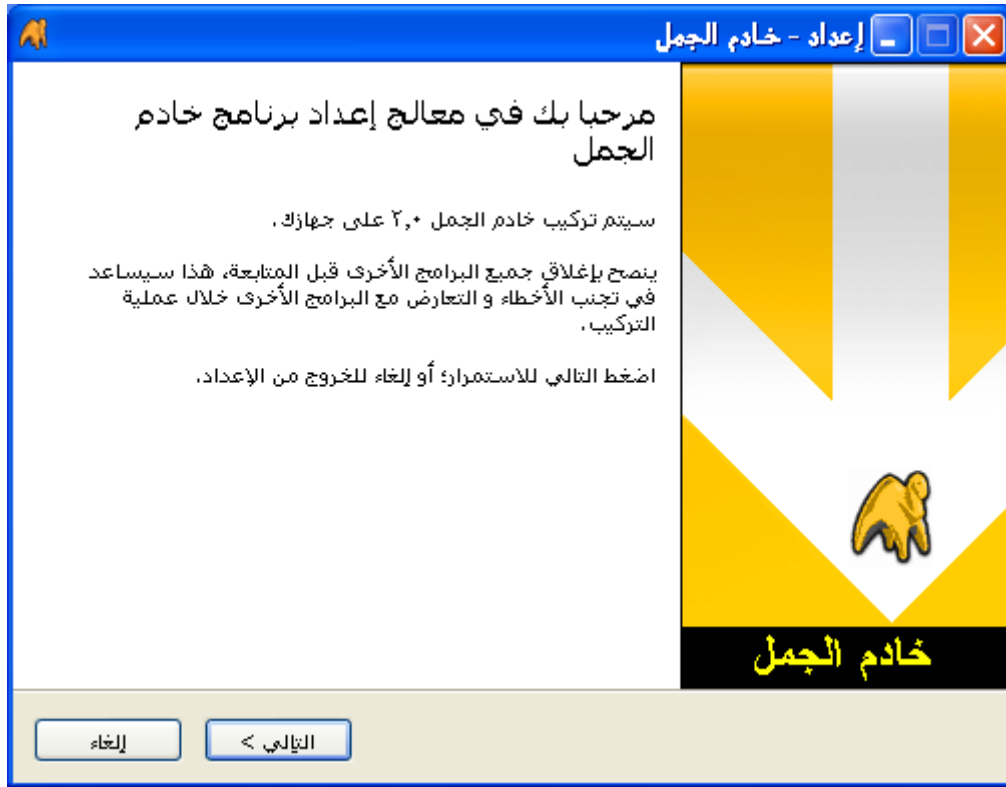 إعداد - خادم الجمل
مرحبا بك في معالج إعداد برنامج خادم
الجمل
سيتم تركيب خادم الجمل ٢,٠ على جهازك.
ينصح بإغلاق جميع البرامج الأخرى قبل المتابعة، هذا سيساعد
في تجنب الأخطاء و التعارض مع البرامج الأخرى خلال عملية
التركيب.
اضغط التالي للاستمرار؛ أو إلغاء للخروج من الإعداد.
خادم الجمل
التالي >
إلغاء